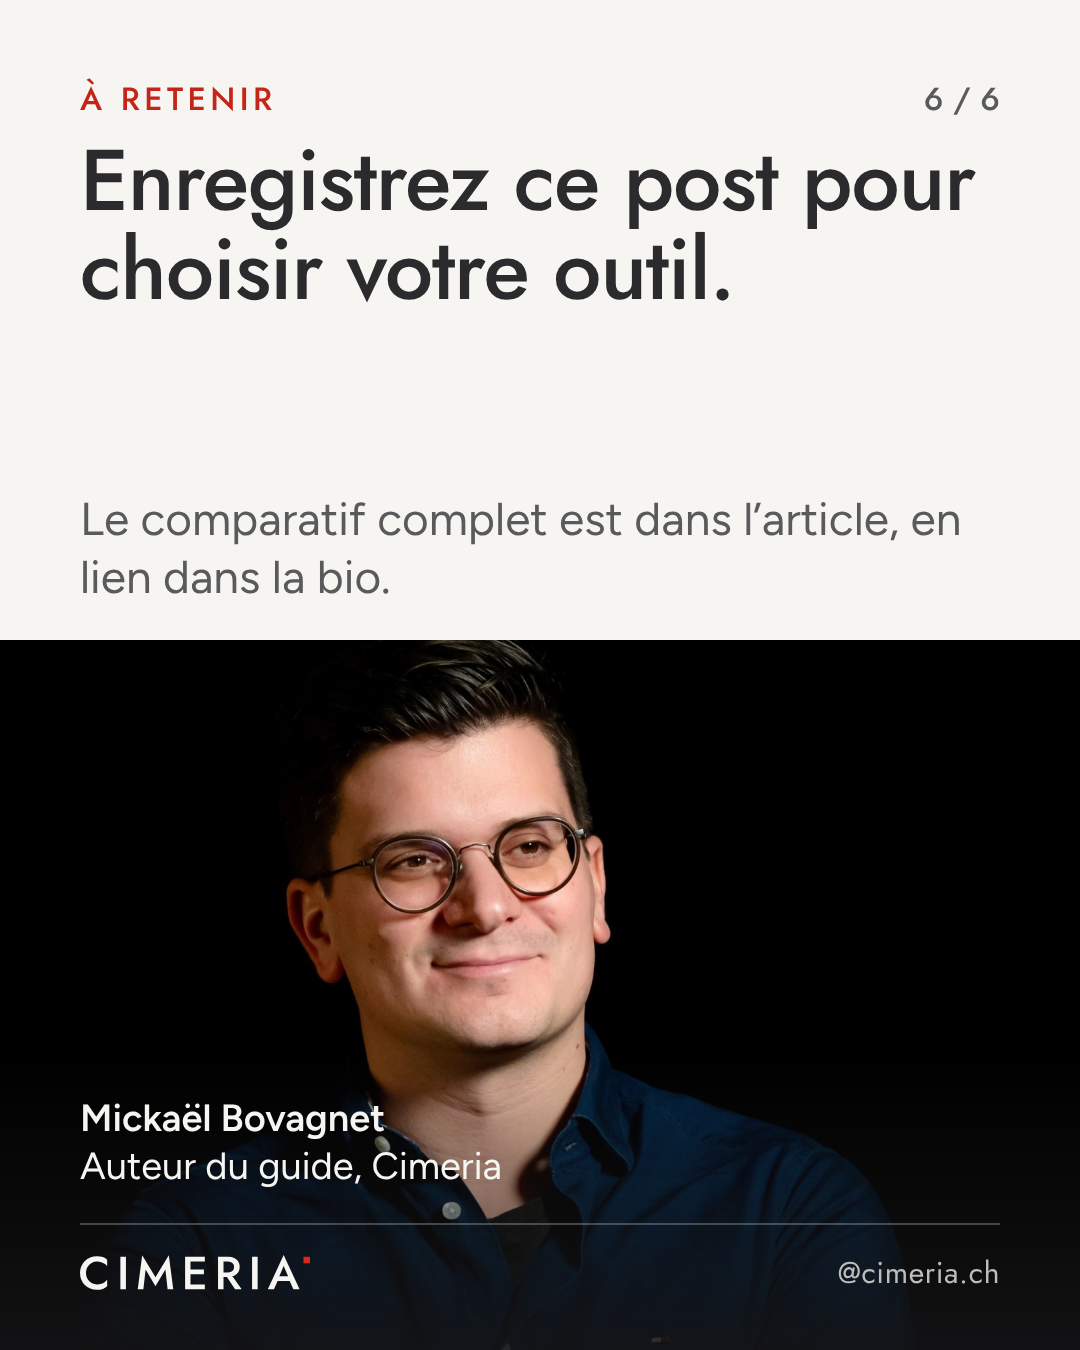 À RETENIR
6 / 6
Enregistrez ce post pour
choisir votre outil.
Le comparatif complet est dans l’article, en
lien dans la bio.
Mickaël Bovagnet
Auteur du guide, Cimeria
CIMERIA
@cimeria.ch